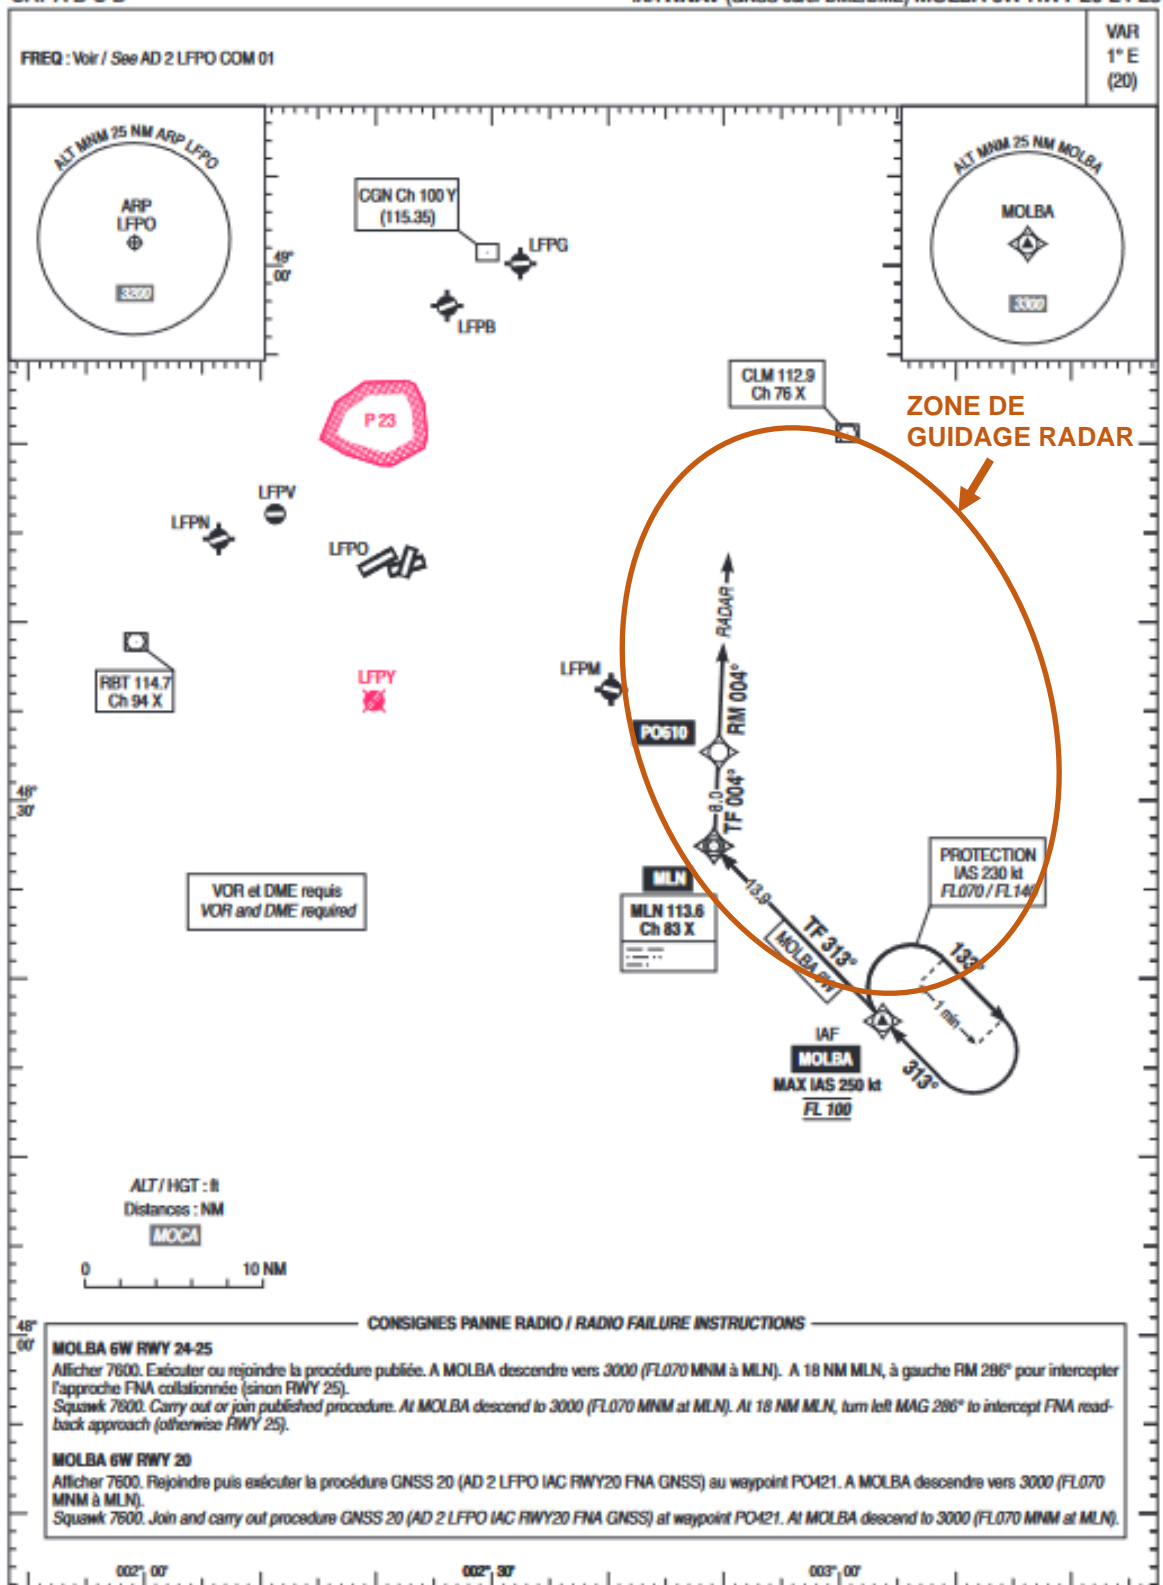 FREQ : Voir / See AD 2 LFPO COM 01
VAR
1° E
(20)
ALT MNM 25 NM ARP LFPO
ARP
LFPO
3200
CGN Ch 100 Y
(115.35)
LFPG
LFPB
49°
00'
ALT MNM 25 NM MOLBA
MOLBA
3300
CLM 112.9
Ch 76 X
ZONE DE
GUIDAGE RADAR
P 23
LFPV
LFPN
LFPO
RADAR
RBT 114.7
Ch 94 X
LFPY
LFPM
RM 004°
PO610
48°
30'
8.0
TF 004°
PROTECTION
IAS 230 kt
FL070 / FL140
VOR et DME requis
VOR and DME required
MLN
MLN 113.6
Ch 83 X
13.9
TF 313°
MOLBA 6W
133°
1 min
313°
IAF
MOLBA
MAX IAS 250 kt
FL 100
ALT / HGT : ft
Distances : NM
MOCA
0 10 NM
48°
00'
CONSIGNES PANNE RADIO / RADIO FAILURE INSTRUCTIONS
MOLBA 6W RWY 24-25
Afficher 7600. Exécuter ou rejoindre la procédure publiée. A MOLBA descendre vers 3000 (FL070 MNM à MLN). A 18 NM MLN, à gauche RM 286° pour intercepter
l'approche FNA collationnée (sinon RWY 25).
Squawk 7600. Carry out or join published procedure. At MOLBA descend to 3000 (FL070 MNM at MLN). At 18 NM MLN, turn left MAG 286° to intercept FNA read-
back approach (otherwise RWY 25).
MOLBA 6W RWY 20
Afficher 7600. Rejoindre puis exécuter la procédure GNSS 20 (AD 2 LFPO IAC RWY20 FNA GNSS) au waypoint PO421. A MOLBA descendre vers 3000 (FL070
MNM à MLN).
Squawk 7600. Join and carry out procedure GNSS 20 (AD 2 LFPO IAC RWY20 FNA GNSS) at waypoint PO421. At MOLBA descend to 3000 (FL070 MNM at MLN).
002° 00' 002° 30' 003° 00'